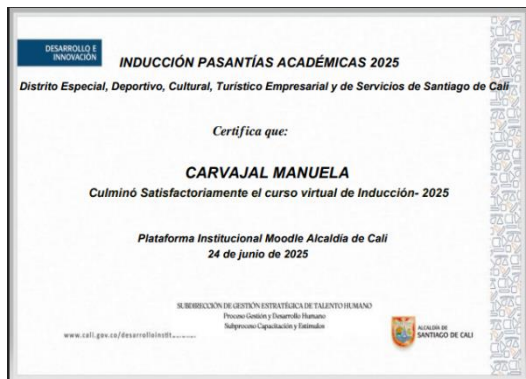 DESARROLLO E
INNOVACIÓN
INDUCCIÓN PASANTÍAS ACADÉMICAS 2025
Distrito Especial, Deportivo, Cultural, Turístico Empresarial y de Servicios de Santiago de Cali
Certifica que:
CARVAJAL MANUELA
Culminó Satisfactoriamente el curso virtual de Inducción- 2025
Plataforma Institucional Moodle Alcaldía de Cali
24 de junio de 2025
SUBDIRECCIÓN DE GESTIÓN ESTRATÉGICA DE TALENTO HUMANO
Proceso Gestión y Desarrollo Humano
Subproceso Capacitación y Estímulos
ALCALDÍA DE
SANTIAGO DE CALI